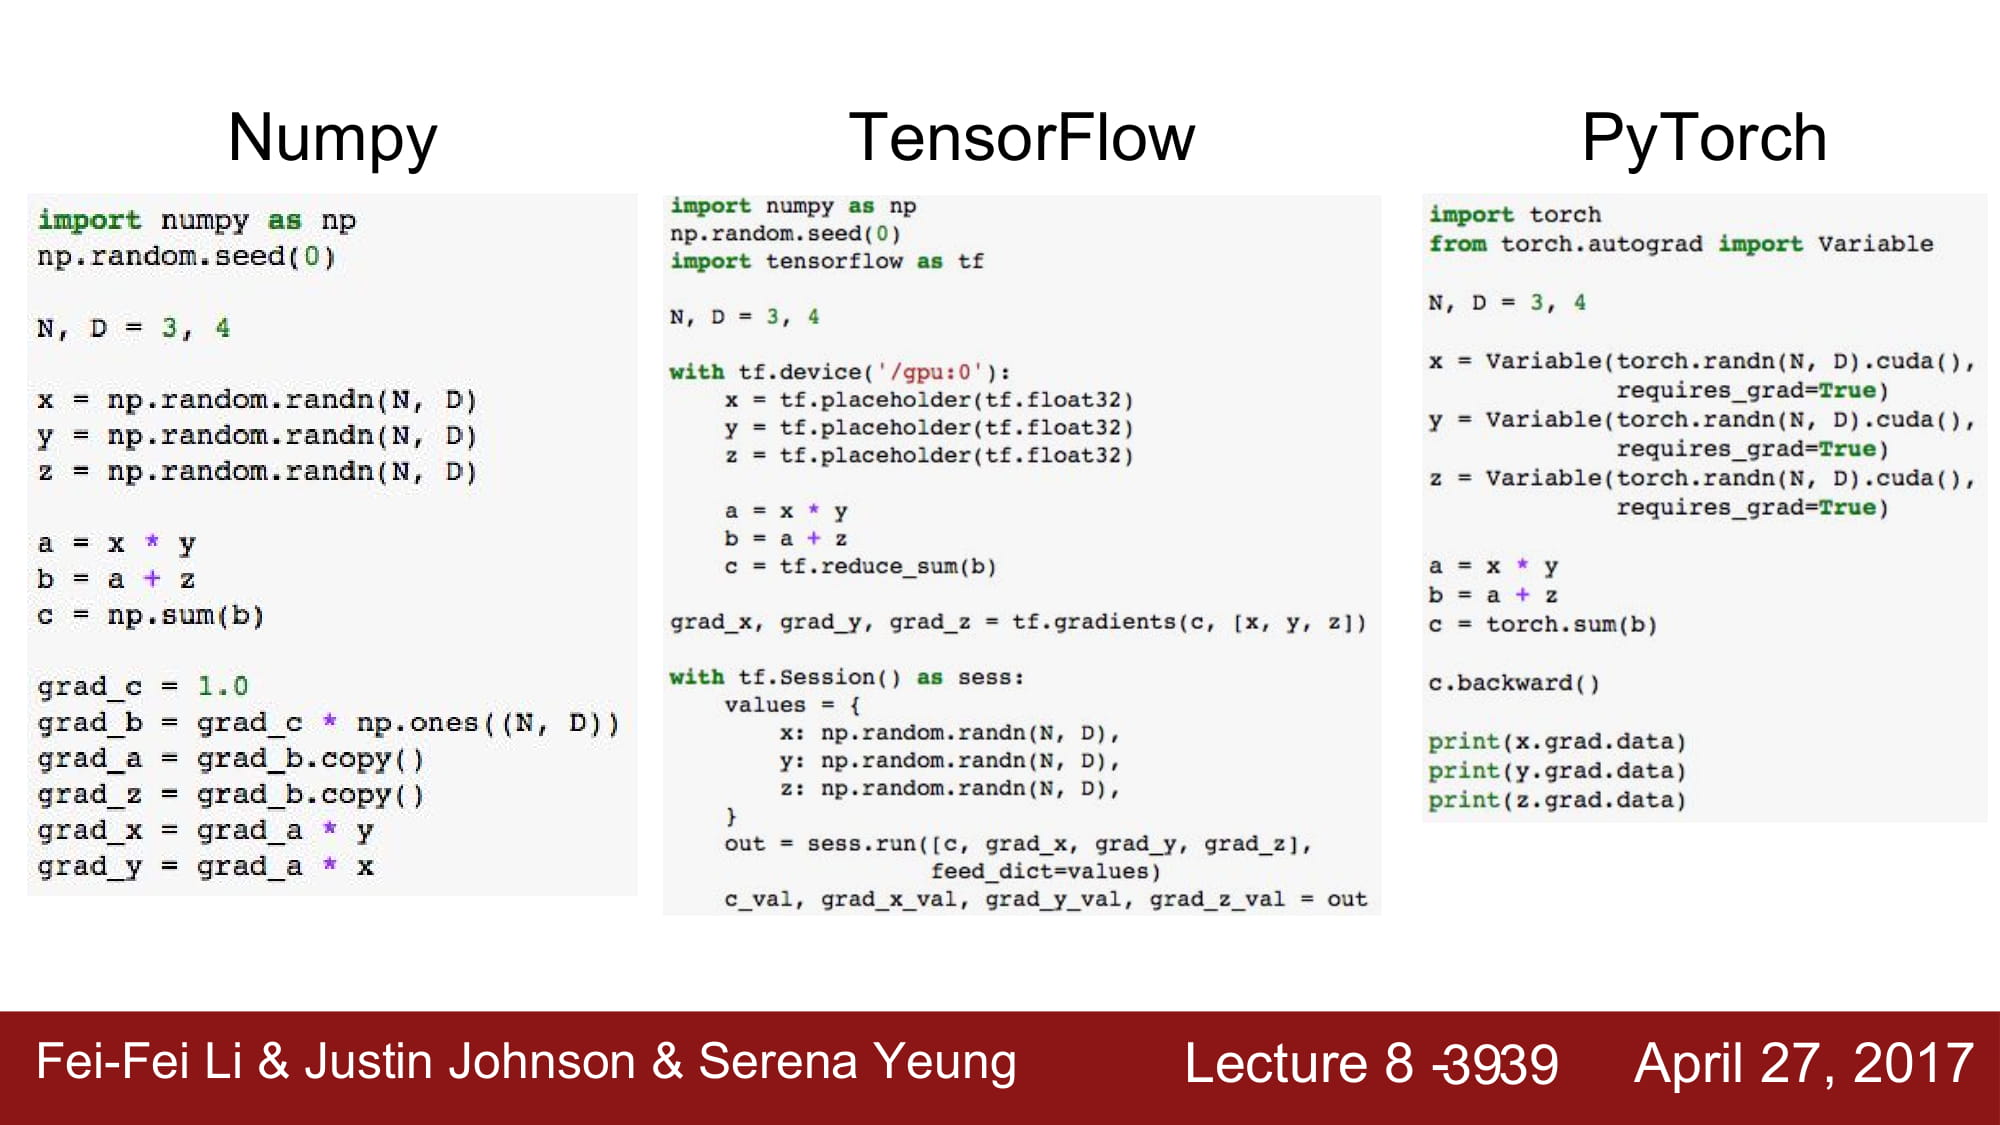 Numpy
import numpy as np
np.random.seed(0)
N, D = 3, 4
x = np.random.randn(N, D)
y = np.random.randn(N, D)
z = np.random.randn(N, D)
a = x * y
b = a + z
c = np.sum(b)
grad_c = 1.0
grad_b = grad_c * np.ones((N, D))
grad_a = grad_b.copy()
grad_z = grad_b.copy()
grad_x = grad_a * y
grad_y = grad_a * x
TensorFlow
import numpy as np
np.random.seed(0)
import tensorflow as tf
N, D = 3, 4
with tf.device('/gpu:0'):
    x = tf.placeholder(tf.float32)
    y = tf.placeholder(tf.float32)
    z = tf.placeholder(tf.float32)
    a = x * y
    b = a + z
    c = tf.reduce_sum(b)
grad_x, grad_y, grad_z = tf.gradients(c, [x, y, z])
with tf.Session() as sess:
    values = {
        x: np.random.randn(N, D),
        y: np.random.randn(N, D),
        z: np.random.randn(N, D),
    }
    out = sess.run([c, grad_x, grad_y, grad_z],
                   feed_dict=values)
    c_val, grad_x_val, grad_y_val, grad_z_val = out
PyTorch
import torch
from torch.autograd import Variable
N, D = 3, 4
x = Variable(torch.randn(N, D).cuda(),
             requires_grad=True)
y = Variable(torch.randn(N, D).cuda(),
             requires_grad=True)
z = Variable(torch.randn(N, D).cuda(),
             requires_grad=True)
a = x * y
b = a + z
c = torch.sum(b)
c.backward()
print(x.grad.data)
print(y.grad.data)
print(z.grad.data)
Fei-Fei Li & Justin Johnson & Serena Yeung
Lecture 8 -3939
April 27, 2017